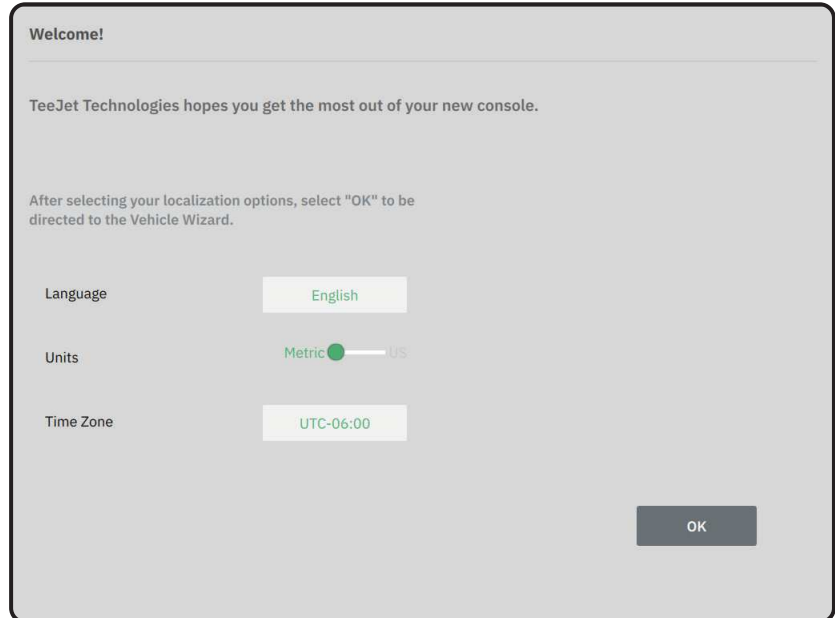 Welcome!
TeeJet Technologies hopes you get the most out of your new console.
After selecting your localization options, select "OK" to be
directed to the Vehicle Wizard.
Language English
Units Metric US
Time Zone UTC-06:00
OK